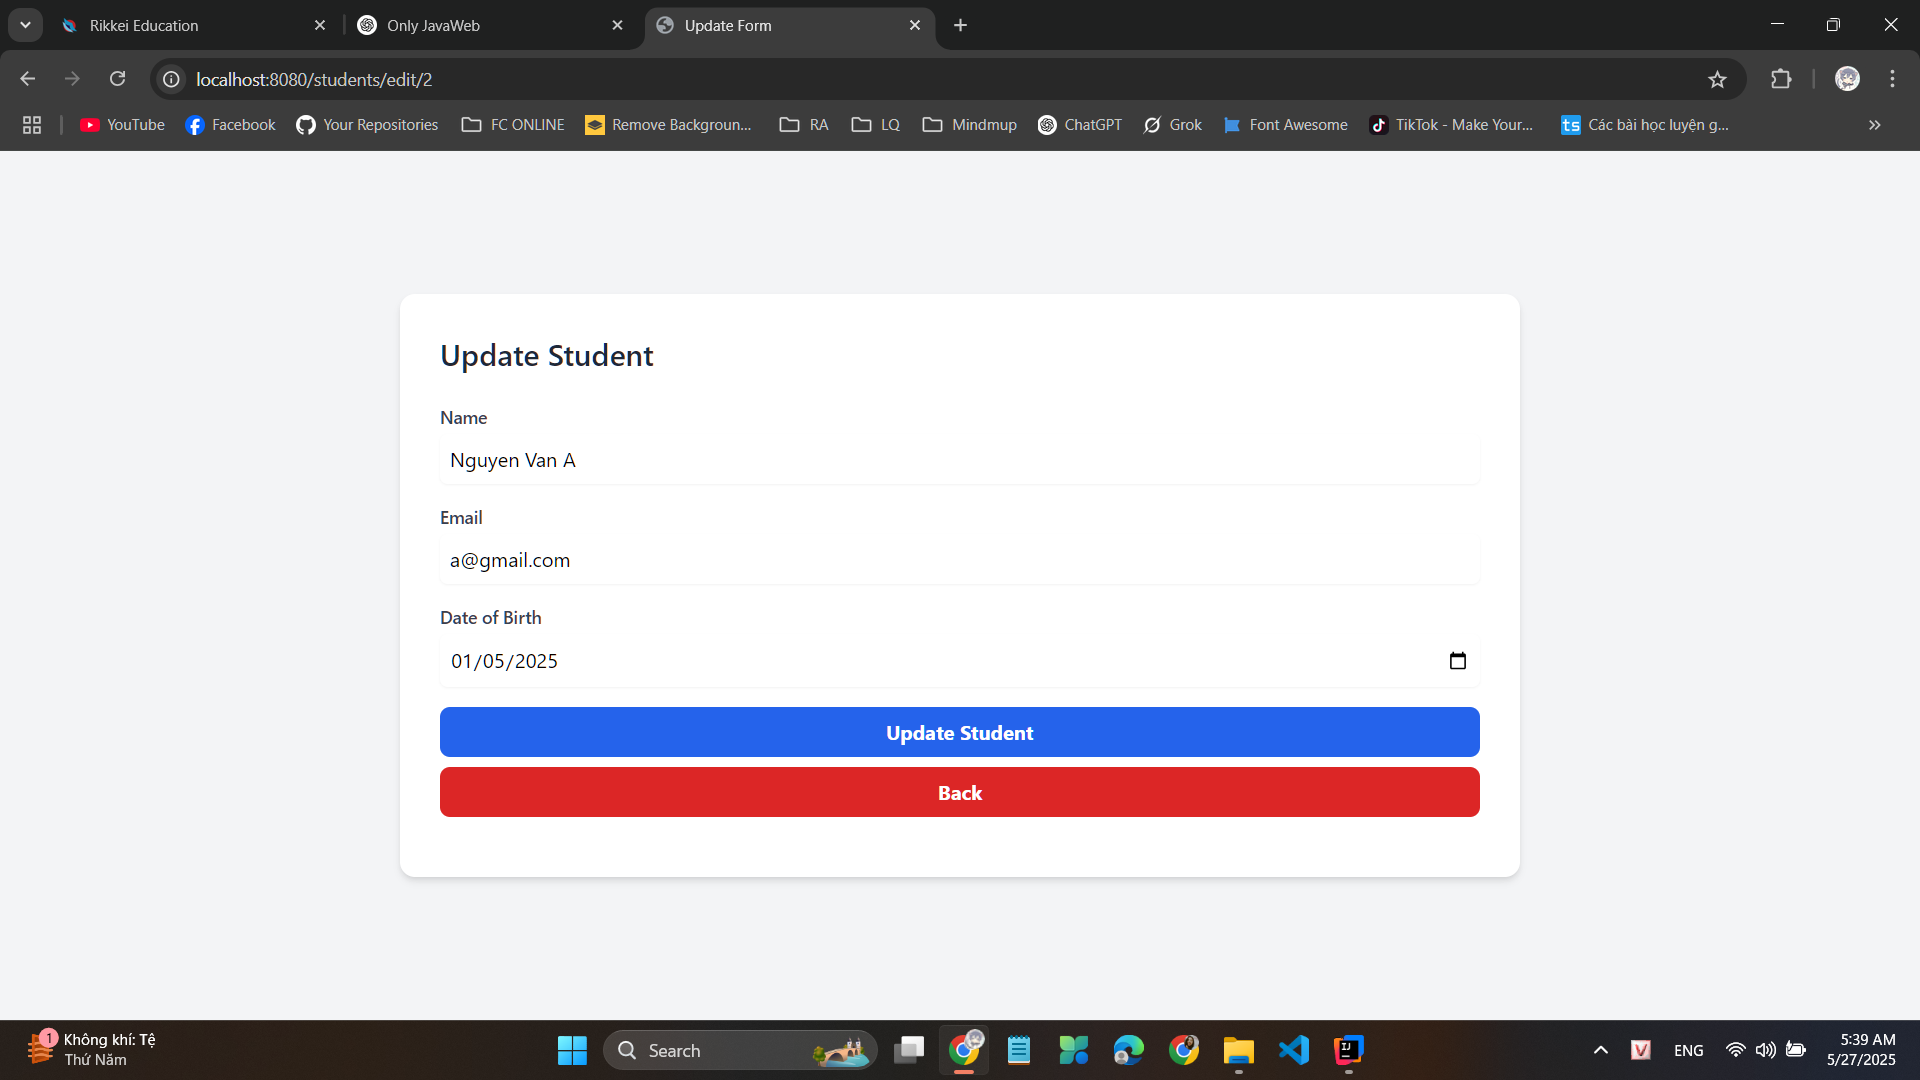 Rikkei Education
Only JavaWeb
Update Form
localhost:8080/students/edit/2
YouTube
Facebook
Your Repositories
FC ONLINE
Remove Backgroun...
RA
LQ
Mindmup
ChatGPT
Grok
Font Awesome
TikTok - Make Your...
ts
Các bài học luyện g...
Update Student
Name
Nguyen Van A
Email
a@gmail.com
Date of Birth
01/05/2025
Update Student
Back
1
Không khí: Tệ
Thứ Năm
Search
IJ
V
ENG
5:39 AM
5/27/2025